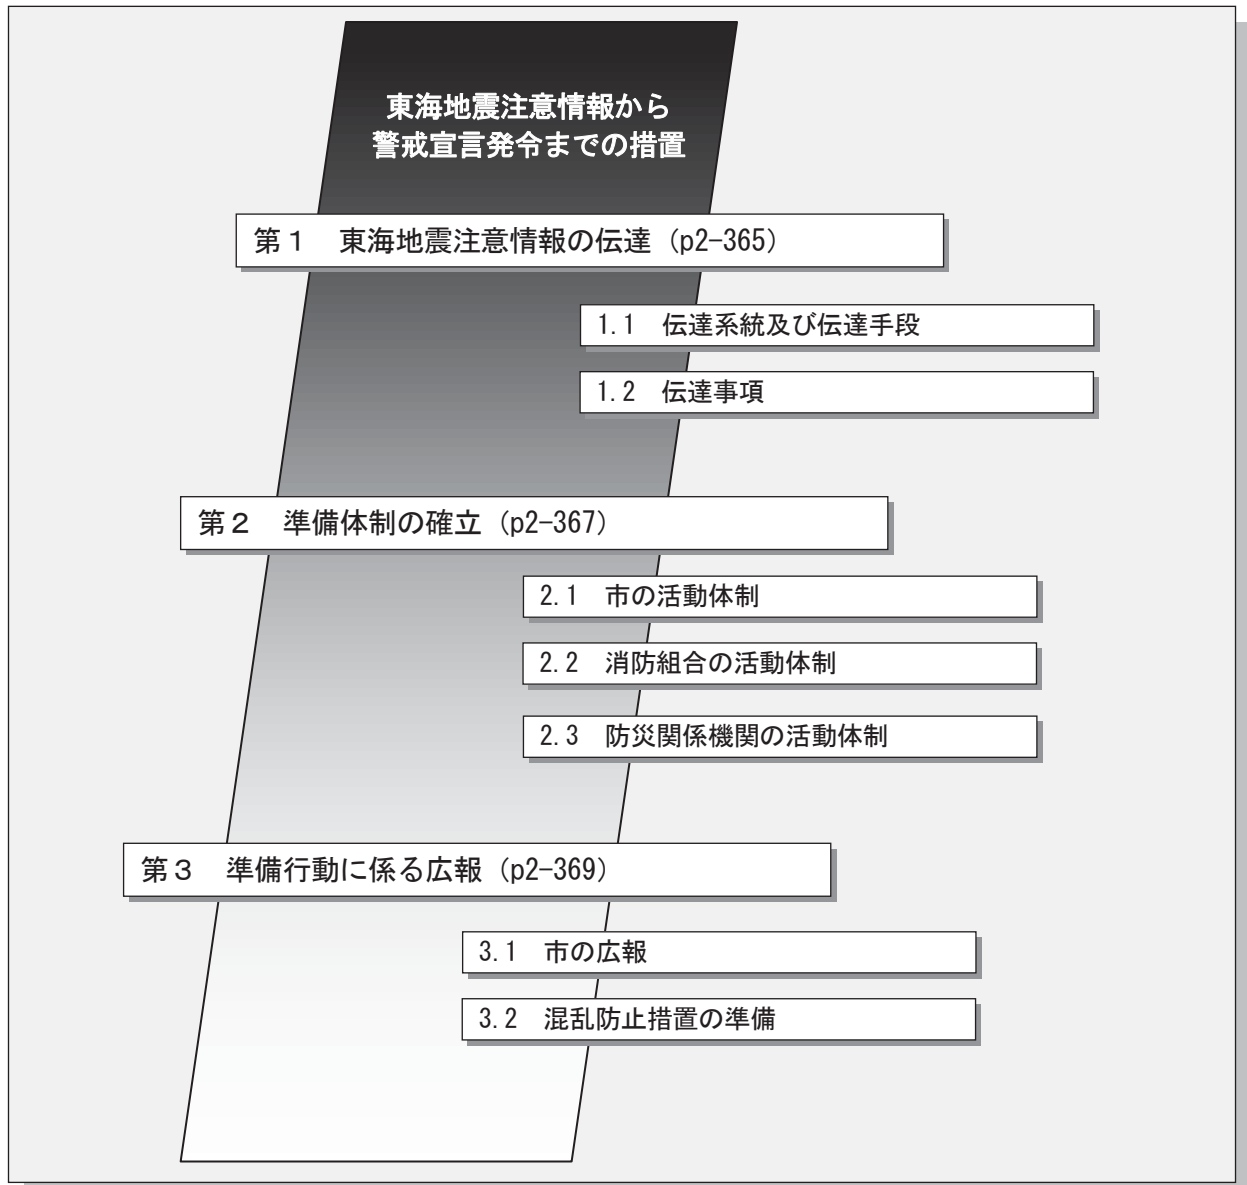 東海地震注意情報から
警戒宣言発令までの措置
第１　東海地震注意情報の伝達（p2-365）
1.1　伝達系統及び伝達手段
1.2　伝達事項
第２　準備体制の確立（p2-367）
2.1　市の活動体制
2.2　消防組合の活動体制
2.3　防災関係機関の活動体制
第３　準備行動に係る広報（p2-369）
3.1　市の広報
3.2　混乱防止措置の準備